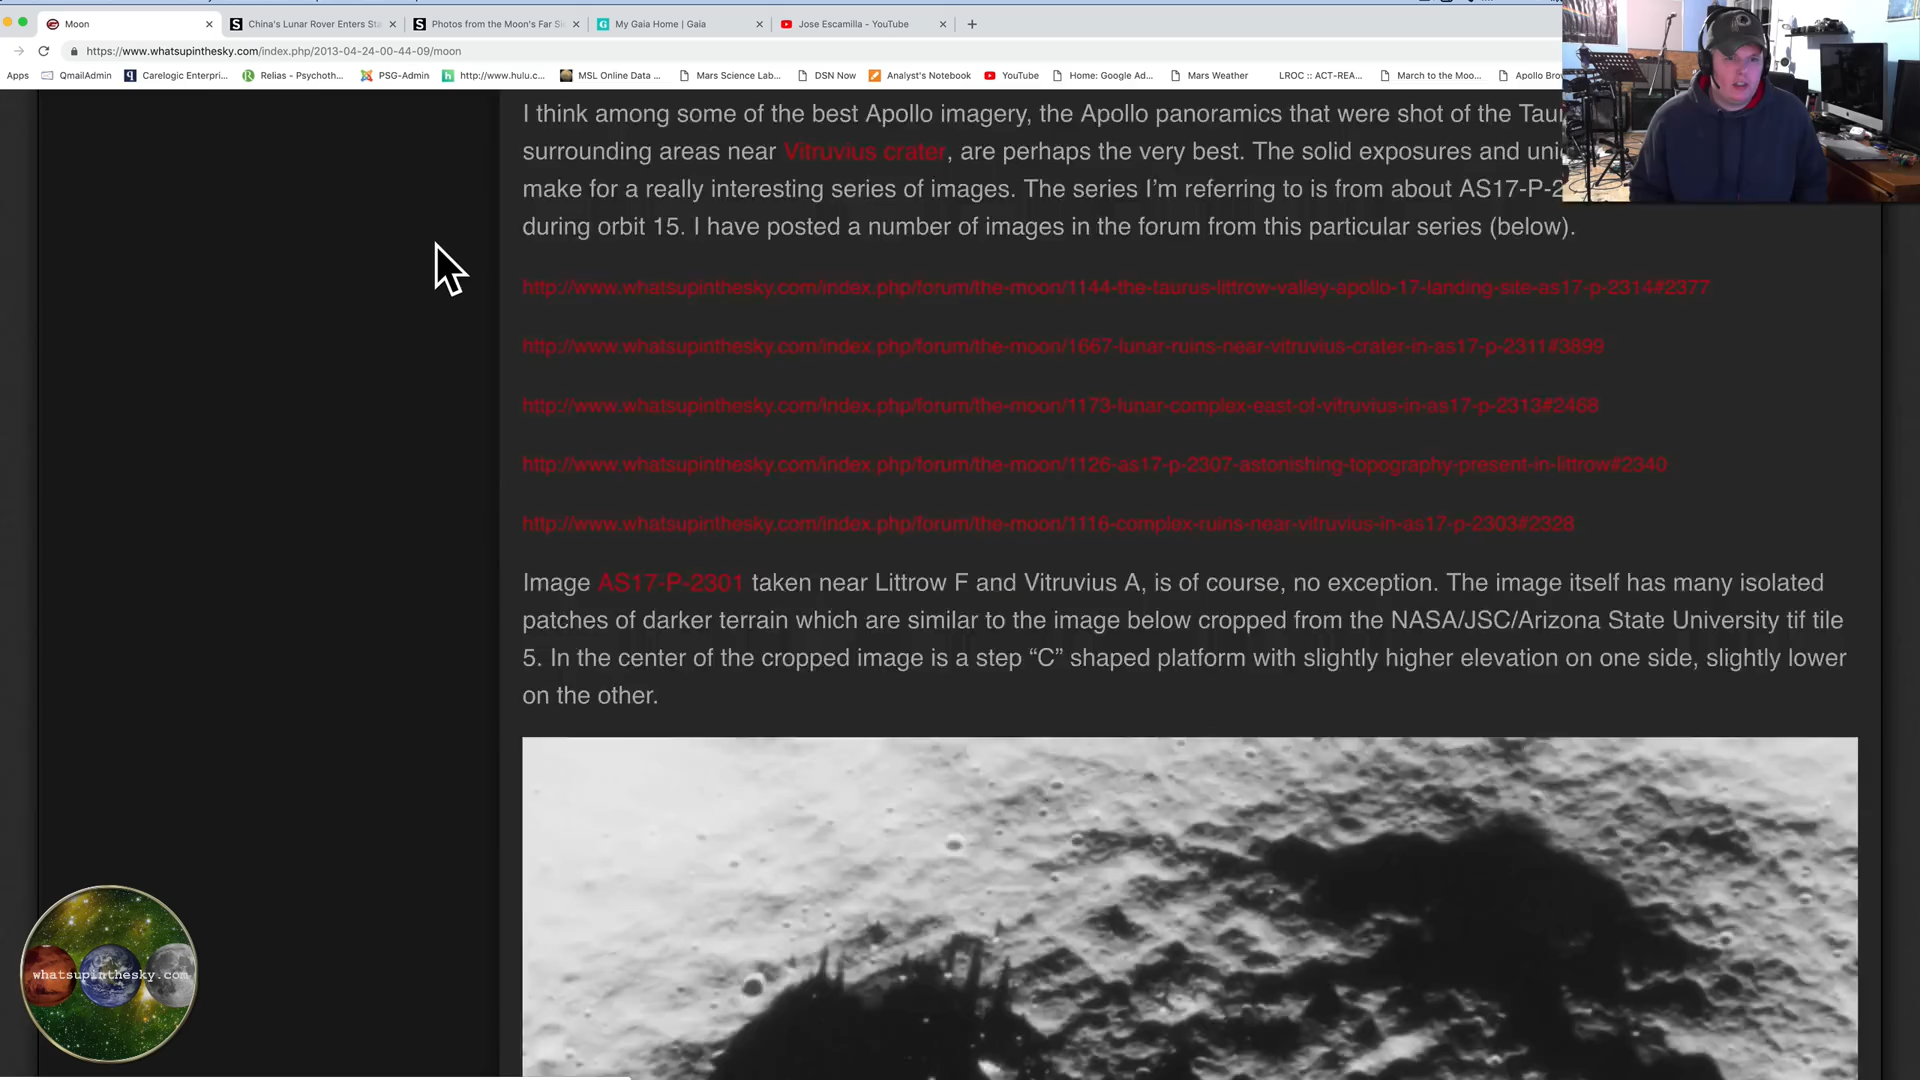 Moon
China's Lunar Rover Enters Sta
Photos from the Moon's Far Si
My Gaia Home | Gaia
Jose Escamilla - YouTube
https://www.whatsupinthesky.com/index.php/2013-04-24-00-44-09/moon
Apps
QmailAdmin
Carelogic Enterpri...
Relias - Psychoth...
PSG-Admin
http://www.hulu.c...
MSL Online Data ...
Mars Science Lab...
DSN Now
Analyst's Notebook
YouTube
Home: Google Ad...
Mars Weather
LROC :: ACT-REA...
March to the Moo...
Apollo Bro
I think among some of the best Apollo imagery, the Apollo panoramics that were shot of the Tau
surrounding areas near Vitruvius crater, are perhaps the very best. The solid exposures and uni
make for a really interesting series of images. The series I'm referring to is from about AS17-P-2
during orbit 15. I have posted a number of images in the forum from this particular series (below).
http://www.whatsupinthesky.com/index.php/forum/the-moon/1144-the-taurus-littrow-valley-apollo-17-landing-site-as17-p-2314#2377
http://www.whatsupinthesky.com/index.php/forum/the-moon/1667-lunar-ruins-near-vitruvius-crater-in-as17-p-2311#3899
http://www.whatsupinthesky.com/index.php/forum/the-moon/1173-lunar-complex-east-of-vitruvius-in-as17-p-2313#2468
http://www.whatsupinthesky.com/index.php/forum/the-moon/1126-as17-p-2307-astonishing-topography-present-in-littrow#2340
http://www.whatsupinthesky.com/index.php/forum/the-moon/1116-complex-ruins-near-vitruvius-in-as17-p-2303#2328
Image AS17-P-2301 taken near Littrow F and Vitruvius A, is of course, no exception. The image itself has many isolated
patches of darker terrain which are similar to the image below cropped from the NASA/JSC/Arizona State University tif tile
5. In the center of the cropped image is a step “C” shaped platform with slightly higher elevation on one side, slightly lower
on the other.
whatsupinthesky.com